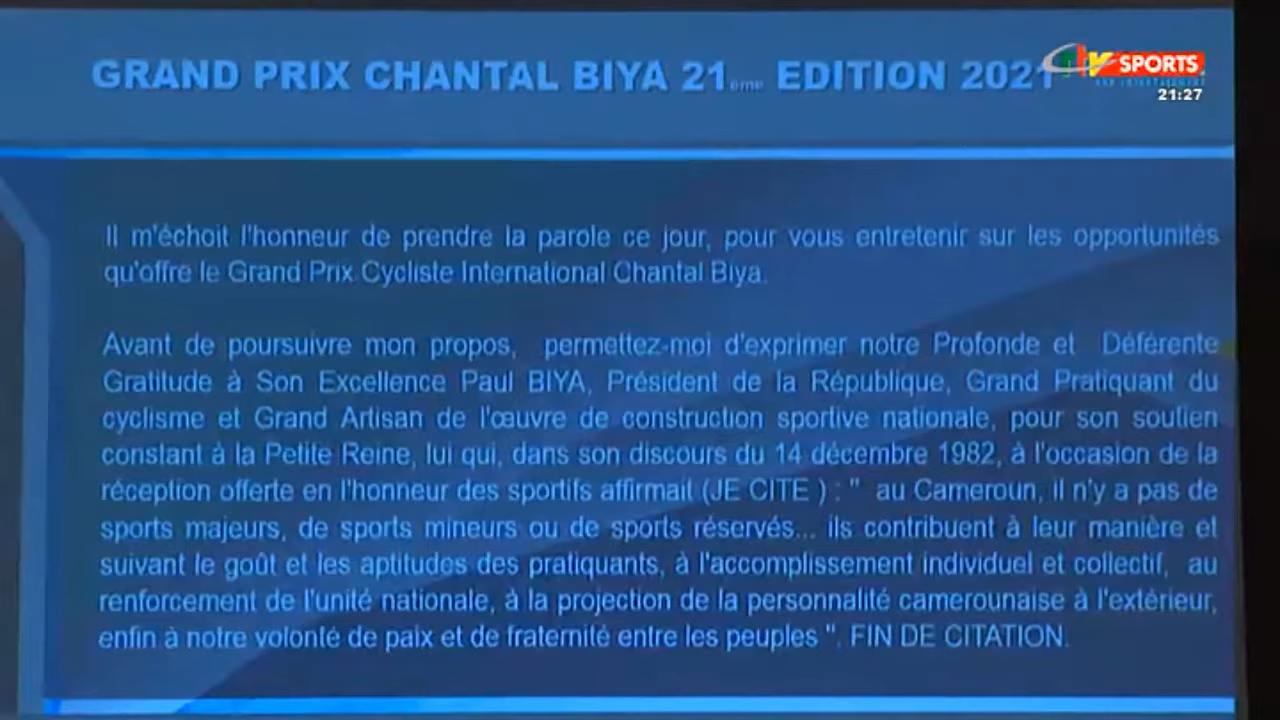 GRAND PRIX CHANTAL BIYA 21ème EDITION 2021
SPORTS
21:27
Il m'échoit l'honneur de prendre la parole ce jour, pour vous entretenir sur les opportunités
qu'offre le Grand Prix Cycliste International Chantal Biya.
Avant de poursuivre mon propos, permettez-moi d'exprimer notre Profonde et Déférente
Gratitude à Son Excellence Paul BIYA, Président de la République, Grand Pratiquant du
cyclisme et Grand Artisan de l'œuvre de construction sportive nationale, pour son soutien
constant à la Petite Reine, lui qui, dans son discours du 14 décembre 1982, à l'occasion de la
réception offerte en l'honneur des sportifs affirmait (JE CITE ) : " au Cameroun, il n'y a pas de
sports majeurs, de sports mineurs ou de sports réservés... ils contribuent à leur manière et
suivant le goût et les aptitudes des pratiquants, à l'accomplissement individuel et collectif, au
renforcement de l'unité nationale, à la projection de la personnalité camerounaise à l'extérieur,
enfin à notre volonté de paix et de fraternité entre les peuples ". FIN DE CITATION.